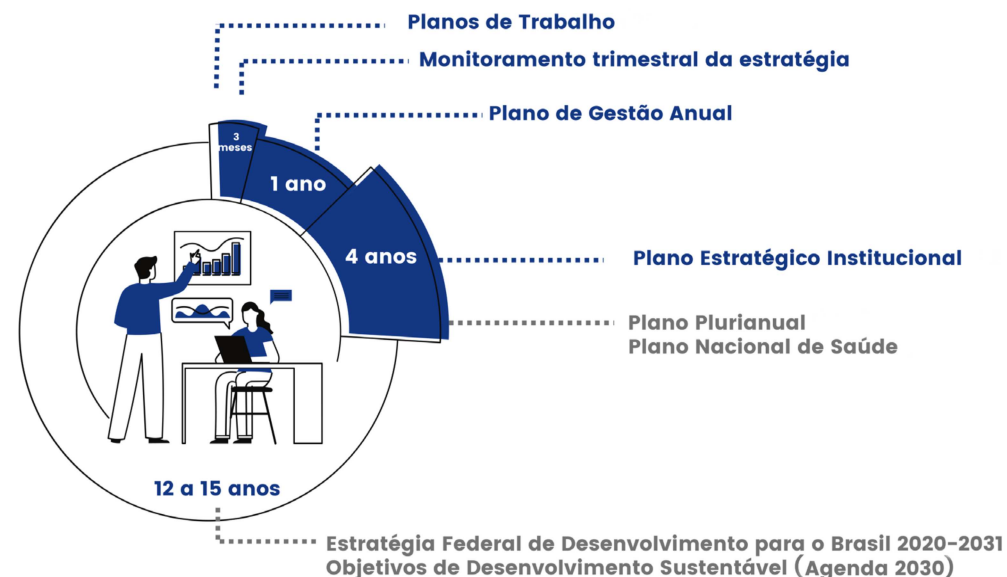 Planos de Trabalho
Monitoramento trimestral da estratégia
Plano de Gestão Anual
3
meses
1 ano
4 anos
Plano Estratégico Institucional
Plano Plurianual
Plano Nacional de Saúde
12 a 15 anos
Estratégia Federal de Desenvolvimento para o Brasil 2020-2031
Objetivos de Desenvolvimento Sustentável (Agenda 2030)